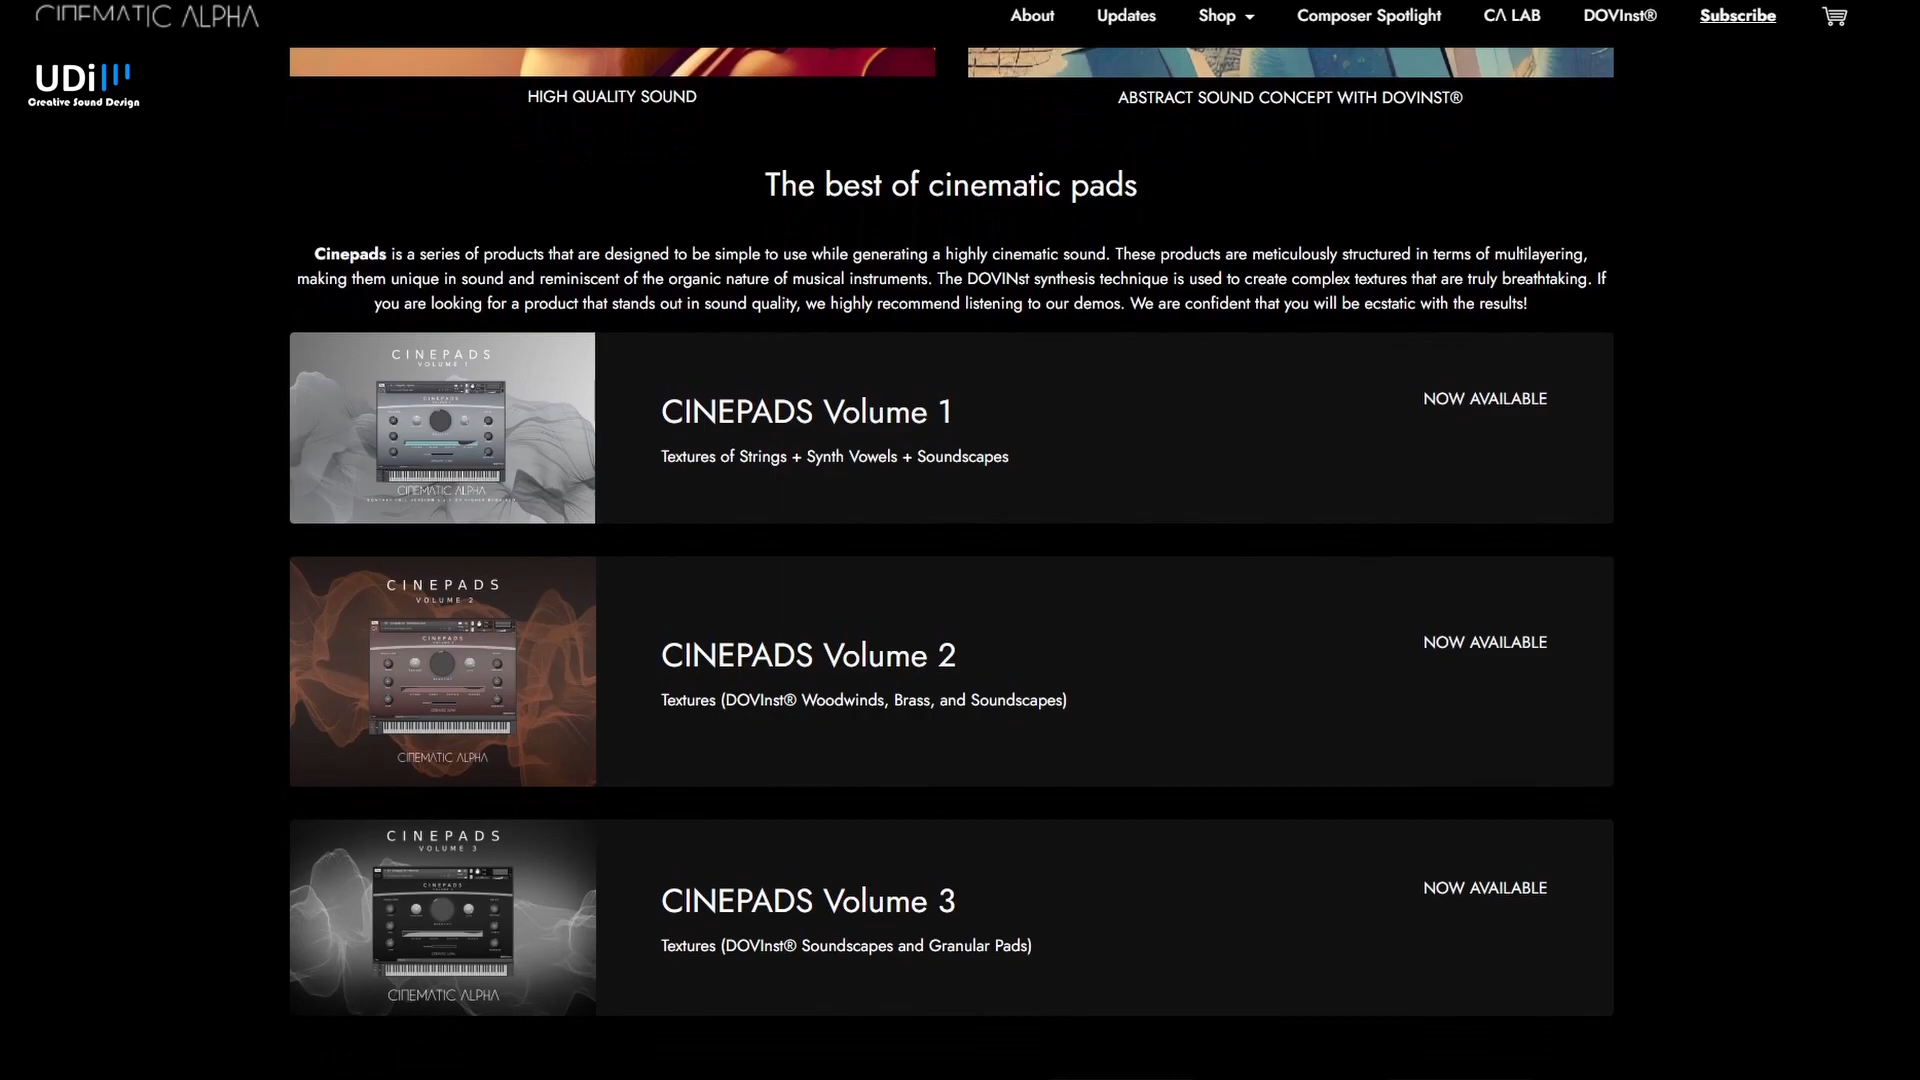 CINEMATIC ALPHA
About Updates Shop Composer Spotlight CΛ LAB DOVInst® Subscribe
UDi
Creative Sound Design
HIGH QUALITY SOUND
ABSTRACT SOUND CONCEPT WITH DOVINST®
The best of cinematic pads
Cinepads is a series of products that are designed to be simple to use while generating a highly cinematic sound. These products are meticulously structured in terms of multilayering,
making them unique in sound and reminiscent of the organic nature of musical instruments. The DOVINst synthesis technique is used to create complex textures that are truly breathtaking. If
you are looking for a product that stands out in sound quality, we highly recommend listening to our demos. We are confident that you will be ecstatic with the results!
CINEPADS
VOLUME 1
CINEPADS
CINEMATIC ALPHA
CINEPADS Volume 1
Textures of Strings + Synth Vowels + Soundscapes
NOW AVAILABLE
CINEPADS
VOLUME 2
CINEPADS
CINEMATIC ALPHA
CINEPADS Volume 2
Textures (DOVInst® Woodwinds, Brass, and Soundscapes)
NOW AVAILABLE
CINEPADS
VOLUME 3
CINEPADS
CINEMATIC ALPHA
CINEPADS Volume 3
Textures (DOVInst® Soundscapes and Granular Pads)
NOW AVAILABLE